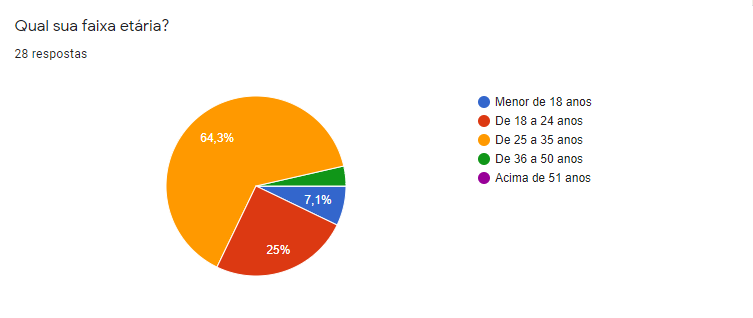 Qual sua faixa etária?
28 respostas
64,3%
7,1%
25%
Menor de 18 anos
De 18 a 24 anos
De 25 a 35 anos
De 36 a 50 anos
Acima de 51 anos